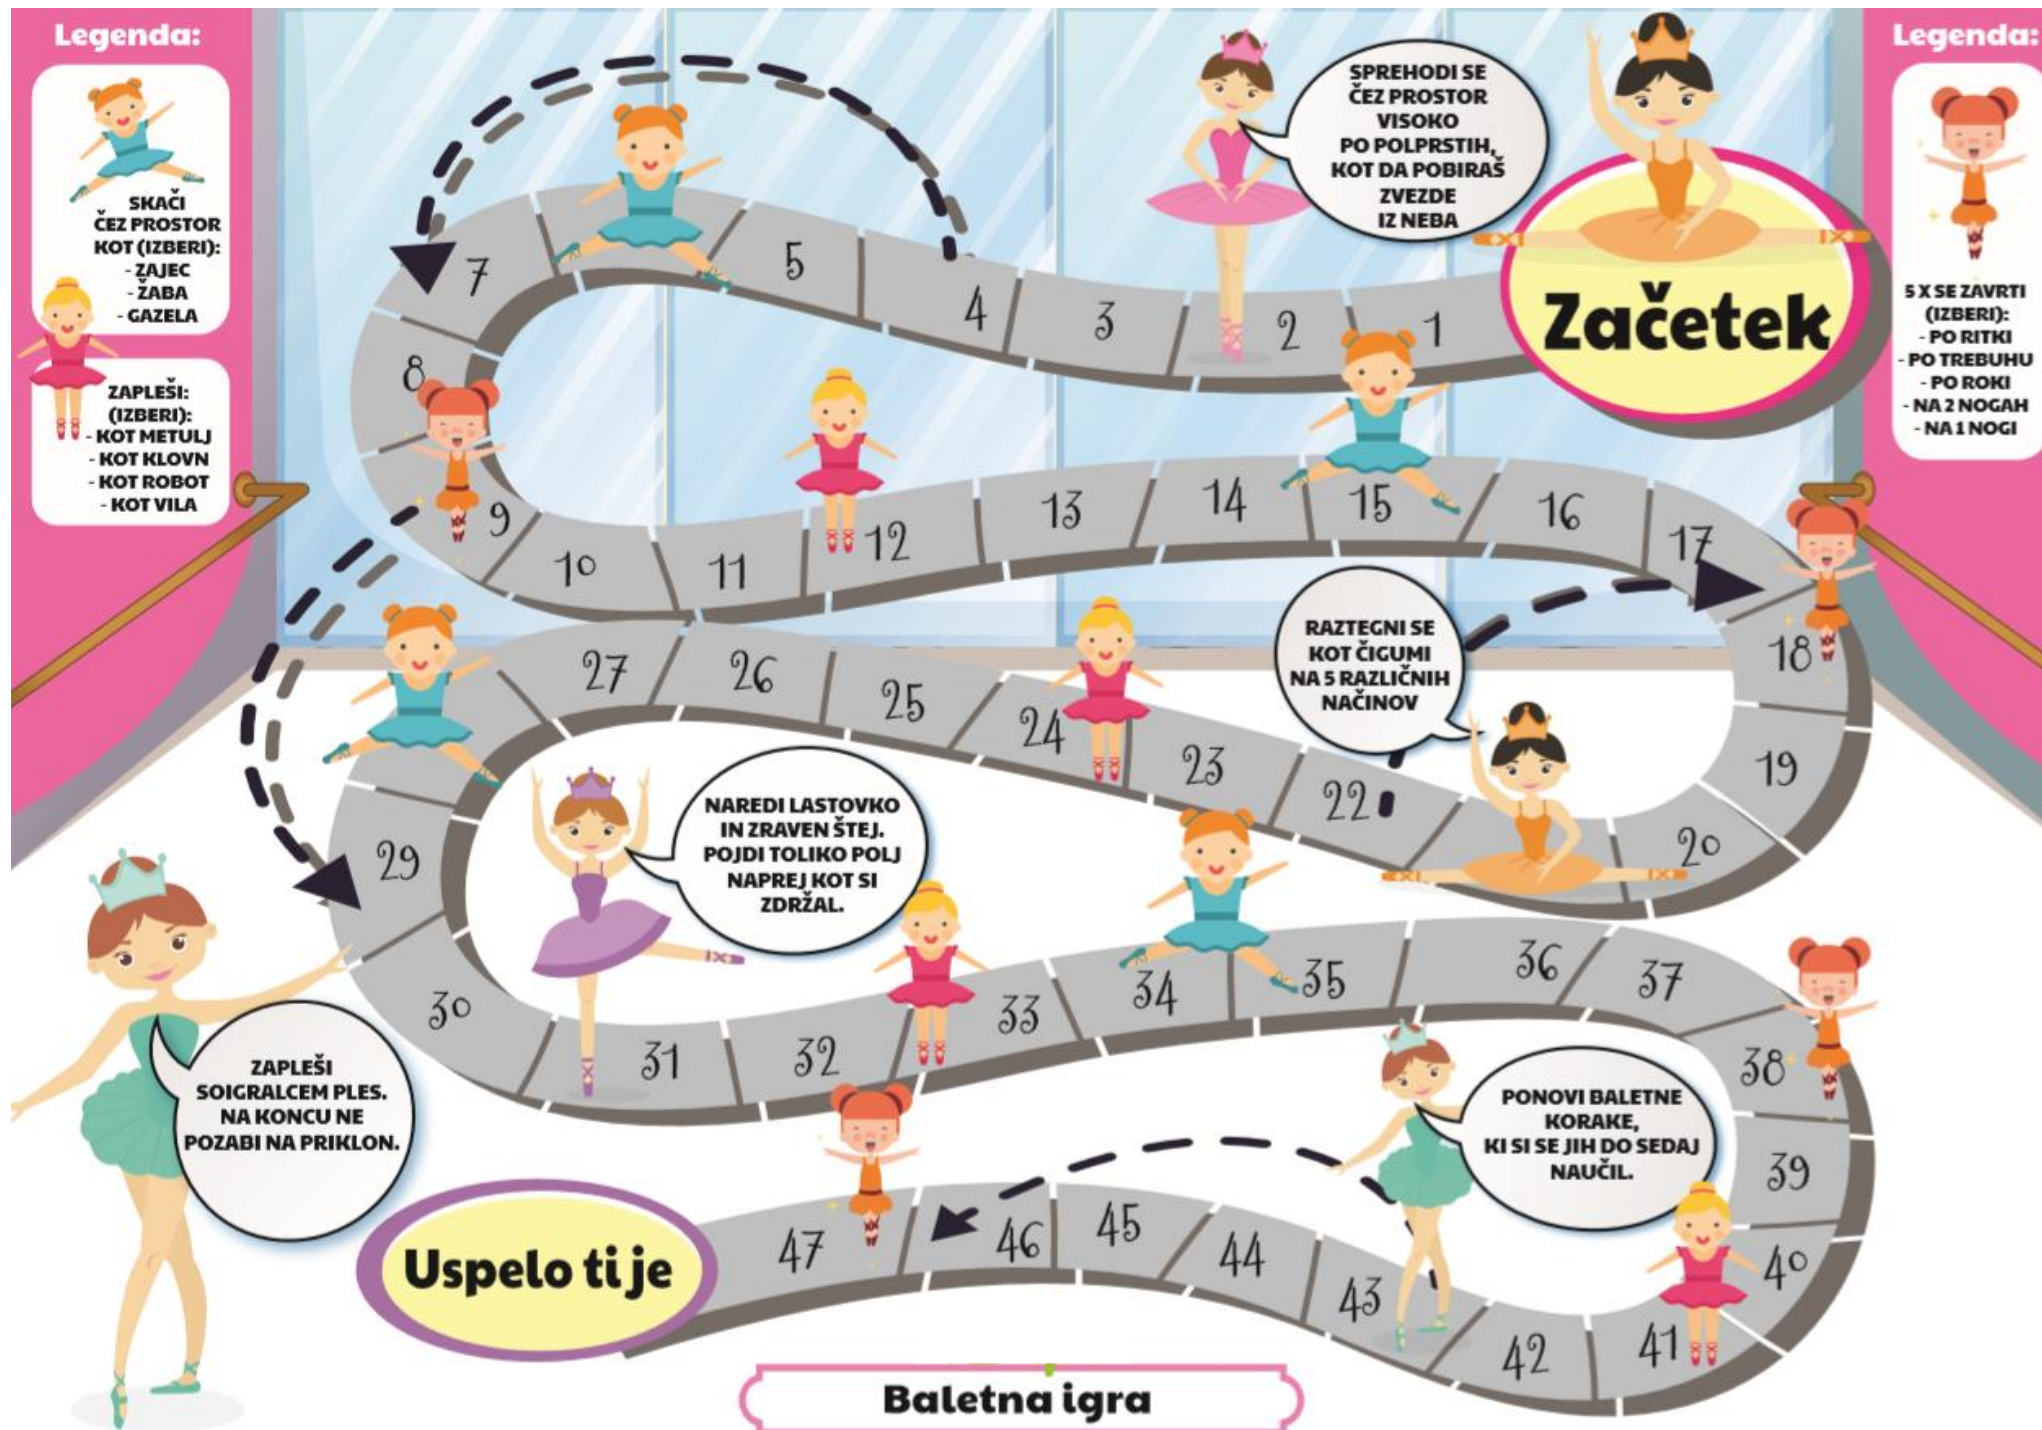 Legenda:
SKAČI
ČEZ PROSTOR
KOT (IZBERI):
- ZAJEC
- ŽABA
- GAZELA
ZAPLEŠI:
(IZBERI):
- KOT METULJ
- KOT KLOVN
- KOT ROBOT
- KOT VILA
Legenda:
5 X SE ZAVRTI
(IZBERI):
- PO RITKI
- PO TREBUHU
- PO ROKI
- NA 2 NOGAH
- NA 1 NOGI
SPREHODI SE
ČEZ PROSTOR
VISOKO
PO POLPRSTIH,
KOT DA POBIRAŠ
ZVEZDE
IZ NEBA
Začetek
1
2
3
4
5
7
8
9
10
11
12
13
14
15
16
17
18
19
20
RAZTEGNI SE
KOT ČIGUMI
NA 5 RAZLIČNIH
NAČINOV
22
23
24
25
26
27
29
30
NAREDI LASTOVKO
IN ZRAVEN ŠTEJ.
POJDI TOLIKO POLJ
NAPREJ KOT SI
ZDRŽAL.
31
32
33
34
35
36
37
38
39
40
41
42
PONOVI BALETNE
KORAKE,
KI SI SE JIH DO SEDAJ
NAUČIL.
43
44
45
46
47
ZAPLEŠI
SOIGRALCEM PLES.
NA KONCU NE
POZABI NA PRIKLON.
Uspelo ti je
Baletna igra